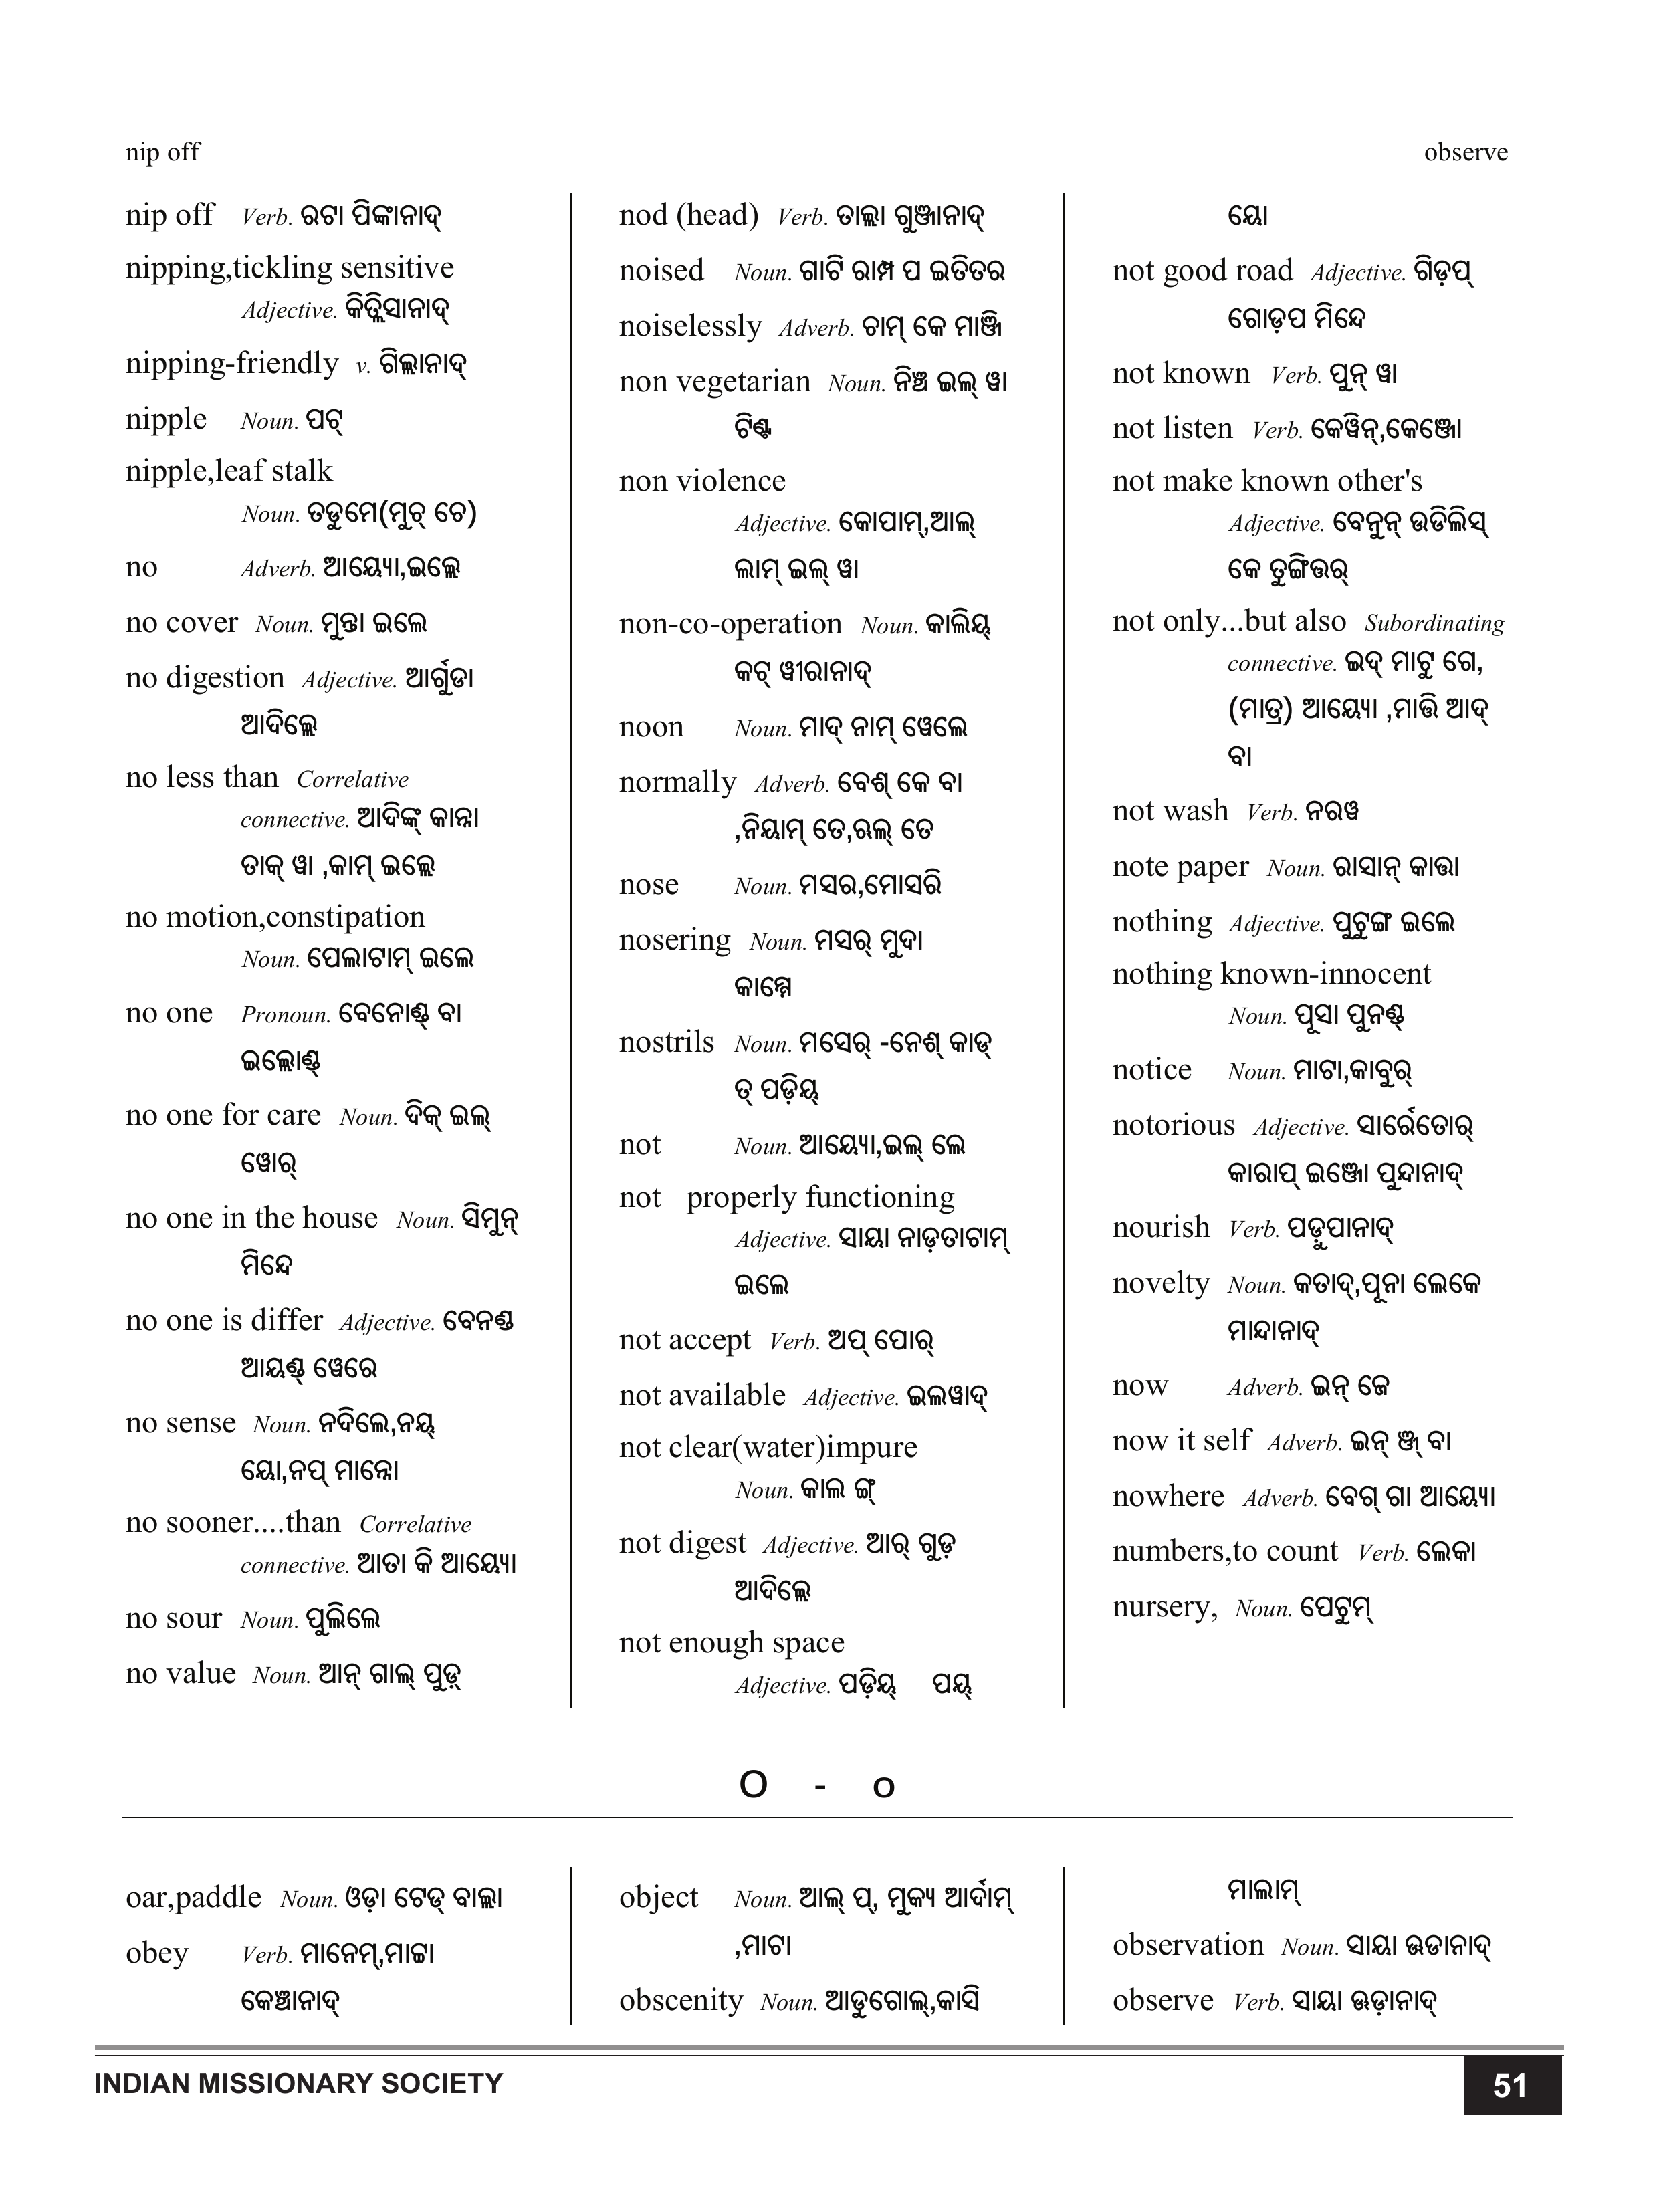 nip off
observe
nip off Verb. ରଟା ପିଙ୍କାନାଦ୍
nipping,tickling sensitive
Adjective. କିତ୍ଲିସାନାଦ୍
nipping-friendly v. ଗିଲ୍ଲାନାଦ୍
nipple Noun. ପଟ୍
nipple,leaf stalk
Noun. ତଡୁମେ(ମୁଚ୍ ଚେ)
no Adverb. ଆୟ୍ୟୋ,ଇଲ୍ଲେ
no cover Noun. ମୁନ୍ତା ଇଲେ
no digestion Adjective. ଆର୍ଗୁଡା
ଆଦିଲ୍ଲେ
no less than Correlative
connective. ଆଦିଙ୍କ୍ କାନ୍ନା
ତାକ୍ ୱା ,କାମ୍ ଇଲ୍ଲେ
no motion,constipation
Noun. ପେଲାଟାମ୍ ଇଲେ
no one Pronoun. ବେନୋଣ୍ଡ୍ ବା
ଇଲ୍ଲୋଣ୍ଡ୍
no one for care Noun. ଦିକ୍ ଇଲ୍
ୱୋର୍
no one in the house Noun. ସିମୁନ୍
ମିନ୍ଦେ
no one is differ Adjective. ବେନଣ୍ଡ
ଆୟଣ୍ଡ୍ ୱେରେ
no sense Noun. ନଦିଲେ,ନୟ୍
ୟୋ,ନପ୍ ମାନ୍ନୋ
no sooner....than Correlative
connective. ଆତା କି ଆୟ୍ୟୋ
no sour Noun. ପୁଲିଲେ
no value Noun. ଆନ୍ ଗାଲ୍ ପୁଡ଼୍
nod (head) Verb. ତାଲ୍ଲା ଗୁଞ୍ଜାନାଦ୍
noised Noun. ଗାଟି ରାମ୍ପ ପ ଇତିତର
noiselessly Adverb. ଚାମ୍ କେ ମାଞ୍ଜି
non vegetarian Noun. ନିଞ୍ଚ ଇଲ୍ ୱା
ଟିଣ୍ଟ
non violence
Adjective. କୋପାମ୍,ଆଲ୍
ଲାମ୍ ଇଲ୍ ୱା
non-co-operation Noun. କାଲିୟ୍
କଟ୍ ୱୀରାନାଦ୍
noon Noun. ମାଦ୍ ନାମ୍ ୱେଲେ
normally Adverb. ବେଶ୍ କେ ବା
,ନିୟାମ୍ ତେ,ଋଲ୍ ତେ
nose Noun. ମସର,ମୋସରି
nosering Noun. ମସର୍ ମୁଦା
କାମ୍ମେ
nostrils Noun. ମସେର୍ -ନେଶ୍ କାଡ୍
ତ୍ ପଡ଼ିୟ୍
not Noun. ଆୟ୍ୟୋ,ଇଲ୍ ଲେ
not properly functioning
Adjective. ସାୟା ନାଡ଼ତାଟାମ୍
ଇଲେ
not accept Verb. ଅପ୍ ପୋର୍
not available Adjective. ଇଲୱାଦ୍
not clear(water)impure
Noun. କାଲ ଙ୍ଗ୍
not digest Adjective. ଆର୍ ଗୁଡ଼
ଆଦିଲ୍ଲେ
not enough space
Adjective. ପଡ଼ିୟ୍ ପୟ୍
ୟୋ
not good road Adjective. ଗିଡ଼ପ୍
ଗୋଡ଼ପ ମିନ୍ଦେ
not known Verb. ପୁନ୍ ୱା
not listen Verb. କେୱିନ୍,କେଞ୍ଜୋ
not make known other's
Adjective. ବେନୁନ୍ ଉଡିଲିସ୍
କେ ତୁଙ୍ଗିତ୍ତର୍
not only...but also Subordinating
connective. ଇଦ୍ ମାଟୁ ଗେ,
(ମାତ୍ର) ଆୟ୍ୟୋ ,ମାତ୍ତି ଆଦ୍
ବା
not wash Verb. ନରୱ
note paper Noun. ରାସାନ୍ କାତ୍ତା
nothing Adjective. ପୁଟୁଙ୍ଗ ଇଲେ
nothing known-innocent
Noun. ପୂସା ପୁନଣ୍ଡ୍
notice Noun. ମାଟା,କାବୁର୍
notorious Adjective. ସାର୍ରେତୋର୍
କାରାପ୍ ଇଞ୍ଜୋ ପୁନ୍ଦାନାଦ୍
nourish Verb. ପଡ଼ୁପାନାଦ୍
novelty Noun. କତାଦ୍,ପୂନା ଲେକେ
ମାନ୍ଦାନାଦ୍
now Adverb. ଇନ୍ ଜେ
now it self Adverb. ଇନ୍ ଞ୍ଜ୍ ବା
nowhere Adverb. ବେଗ୍ ଗା ଆୟ୍ୟୋ
numbers,to count Verb. ଲେକା
nursery, Noun. ପେଟୁମ୍
O - o
oar,paddle Noun. ଓଡ଼ା ଟେଡ୍ ବାଲ୍ଲା
obey Verb. ମାନେମ୍,ମାଟ୍ଟା
କେଞ୍ଚାନାଦ୍
object Noun. ଆଲ୍ ପ୍, ମୁକ୍ୟ ଆର୍ଦାମ୍
,ମାଟା
obscenity Noun. ଆଡୁଗୋଲ୍,କାସି
ମାଲାମ୍
observation Noun. ସାୟା ଊଡାନାଦ୍
observe Verb. ସାୟା ଊଡ଼ାନାଦ୍
INDIAN MISSIONARY SOCIETY
51